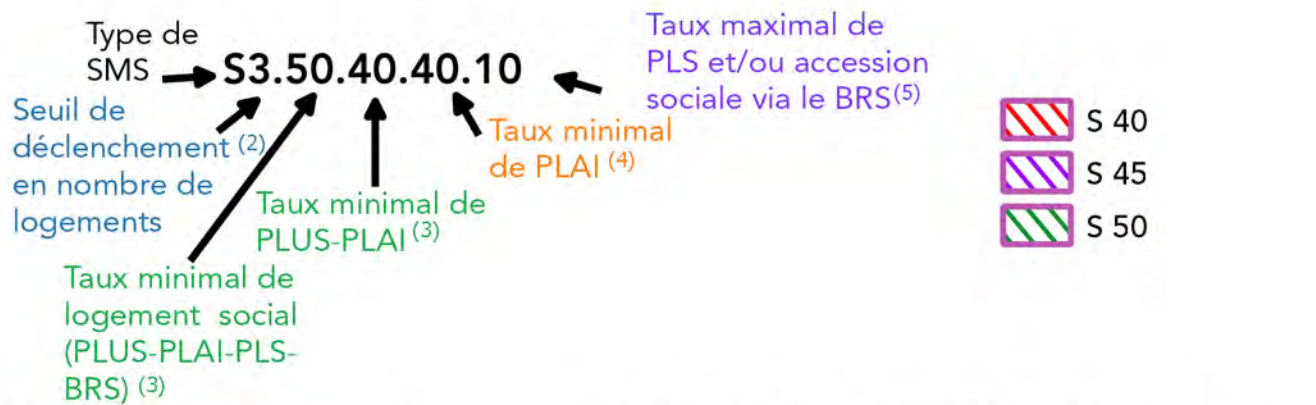 Type de
SMS
S3.50.40.40.10
Taux maximal de
PLS et/ou accession
sociale via le BRS(5)
Seuil de
déclenchement (2)
en nombre de
logements
Taux minimal
de PLAI (4)
Taux minimal de
PLUS-PLAI(3)
Taux minimal de
logement social
(PLUS-PLAI-PLS-
BRS) (3)
S 40
S 45
S 50